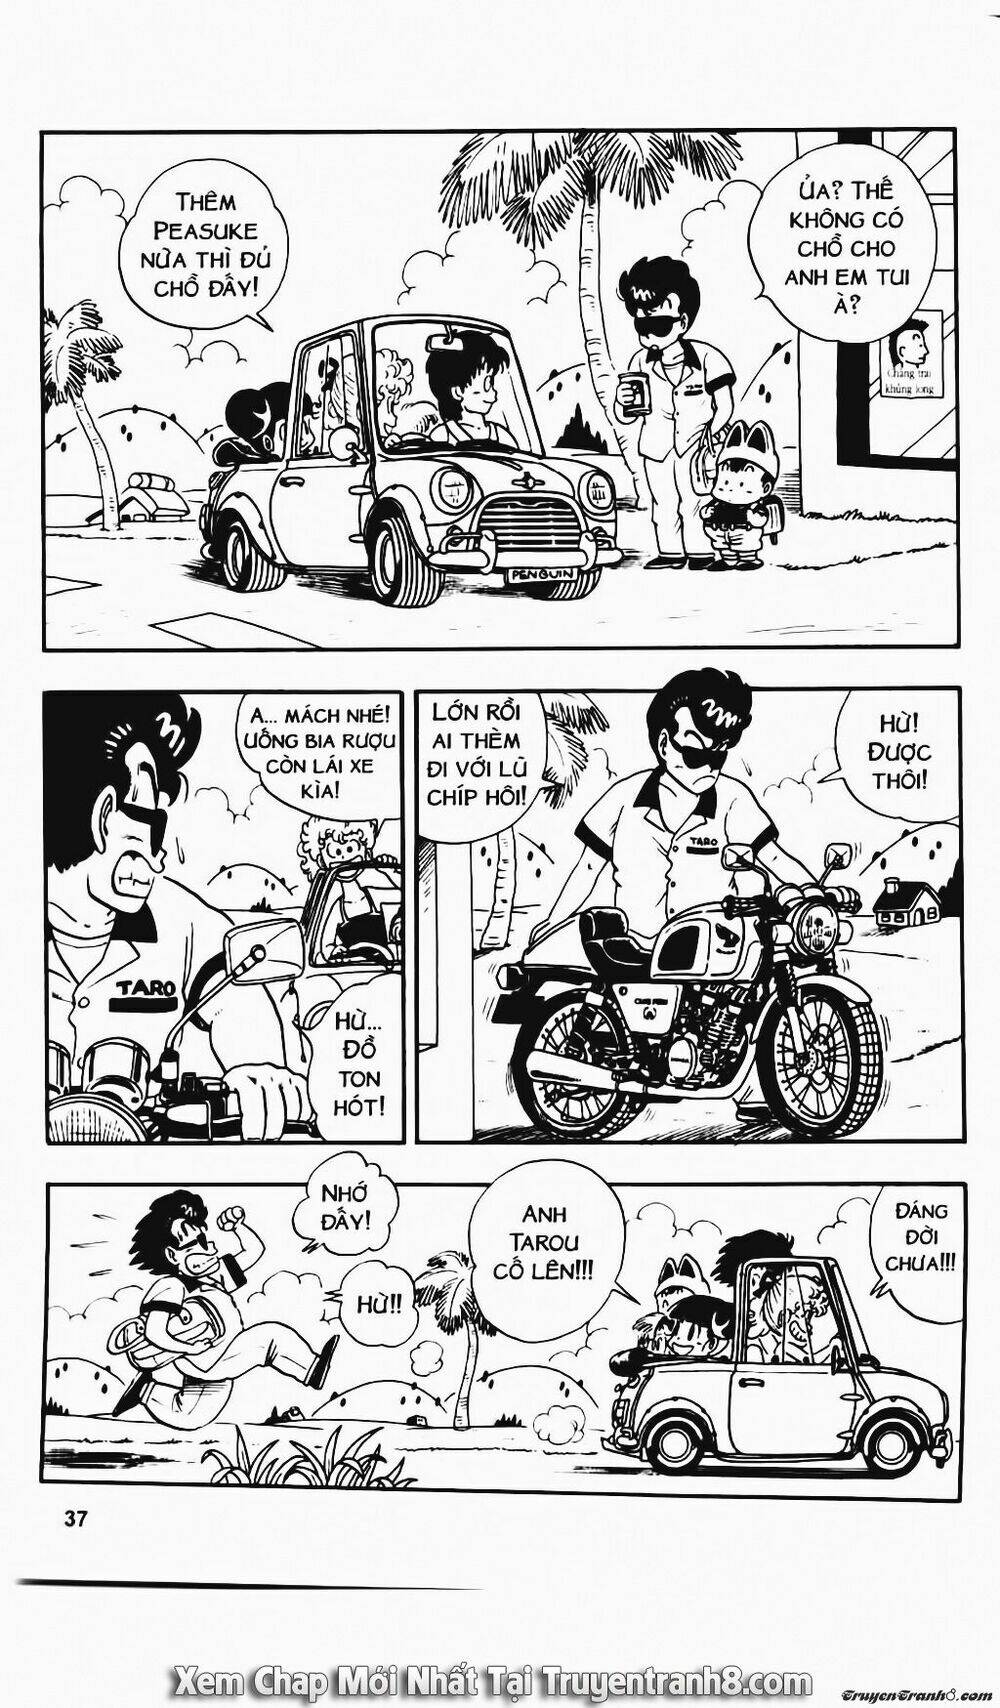 ỦA? THẾ
KHÔNG CÓ
CHỖ CHO
ANH EM TUI
À?
THÊM
PEASUKE
NỮA THÌ ĐỦ
CHỖ ĐẤY!
Chàng trai
khủng long
PENGUIN
HỪ!
ĐƯỢC
THÔI!
LỚN RỒI
AI THÈM
ĐI VỚI LŨ
CHÍP HÔI!
TARO
A... MÁCH NHÉ!
UỐNG BIA RƯỢU
CÒN LÁI XE
KÌA!
TARO
HỪ...
ĐỒ
TON
HÓT!
ĐÁNG
ĐỜI
CHƯA!!!
ANH
TAROU
CỐ LÊN!!!
NHỚ
ĐẤY!
HỪ!!
37
Xem Chap Mới Nhất Tại Truyentranh8.com
TruyenTranh8.com